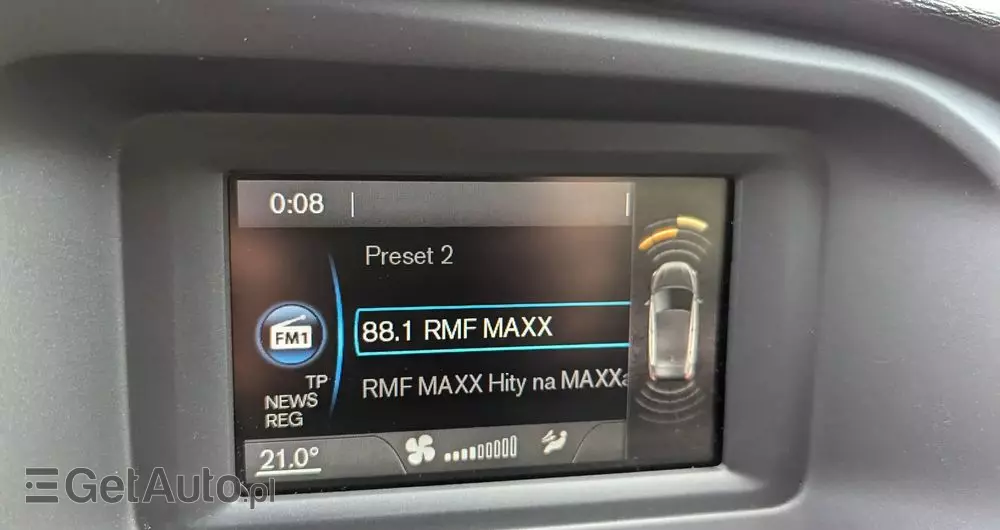 0:08
Preset 2
88.1 RMF MAXX
FM1
RMF MAXX Hity na MAXX
TP
NEWS
REG
21.0°
GetAuto.pl